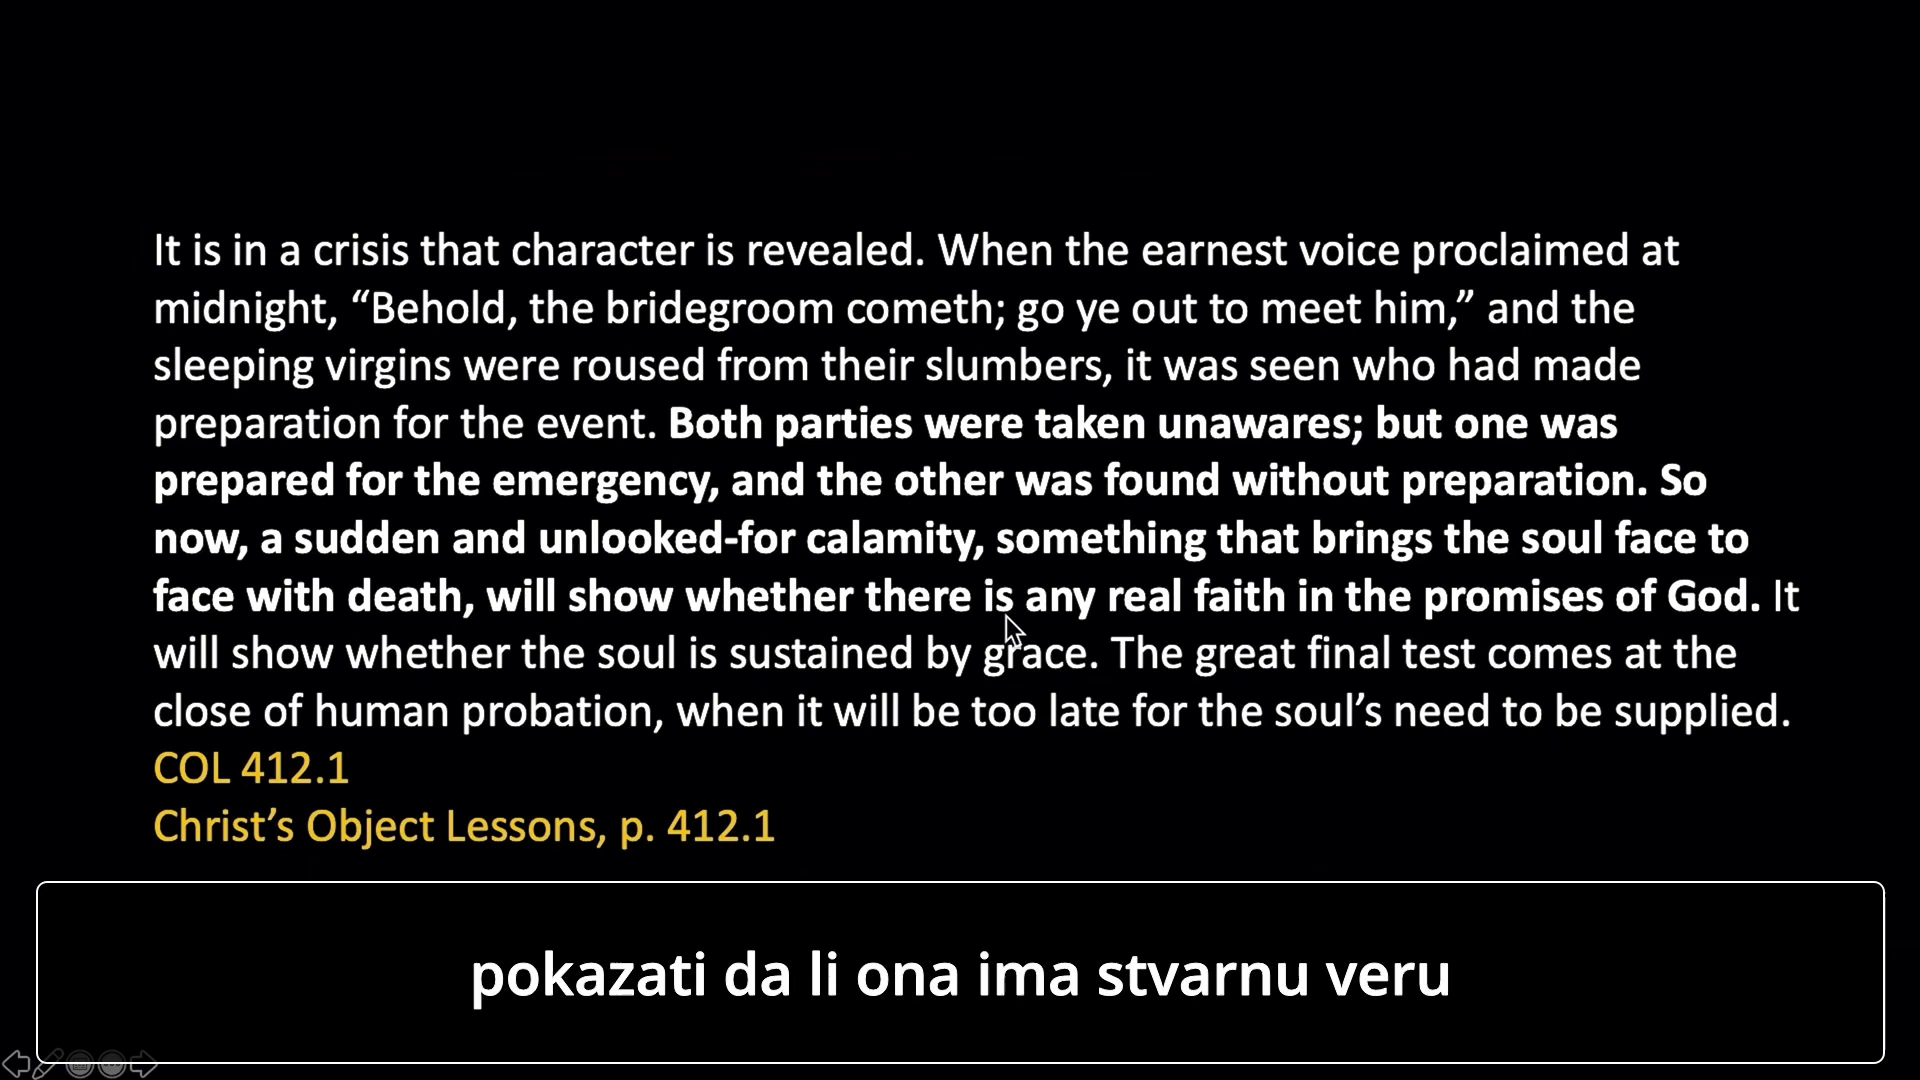 It is in a crisis that character is revealed. When the earnest voice proclaimed at
midnight, “Behold, the bridegroom cometh; go ye out to meet him,” and the
sleeping virgins were roused from their slumbers, it was seen who had made
preparation for the event. Both parties were taken unawares; but one was
prepared for the emergency, and the other was found without preparation. So
now, a sudden and unlooked-for calamity, something that brings the soul face to
face with death, will show whether there is any real faith in the promises of God. It
will show whether the soul is sustained by grace. The great final test comes at the
close of human probation, when it will be too late for the soul’s need to be supplied.
COL 412.1
Christ’s Object Lessons, p. 412.1
pokazati da li ona ima stvarnu veru